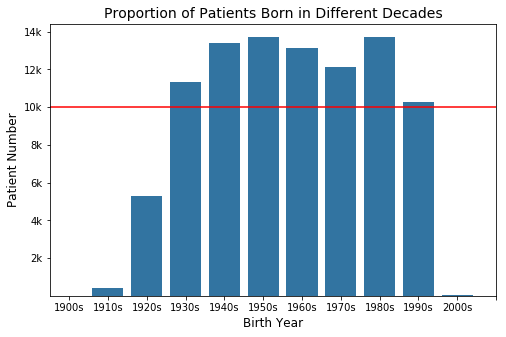 Proportion of Patients Born in Different Decades
14k
12k
10k
8k
6k
4k
2k
Patient Number
1900s 1910s 1920s 1930s 1940s 1950s 1960s 1970s 1980s 1990s 2000s
Birth Year